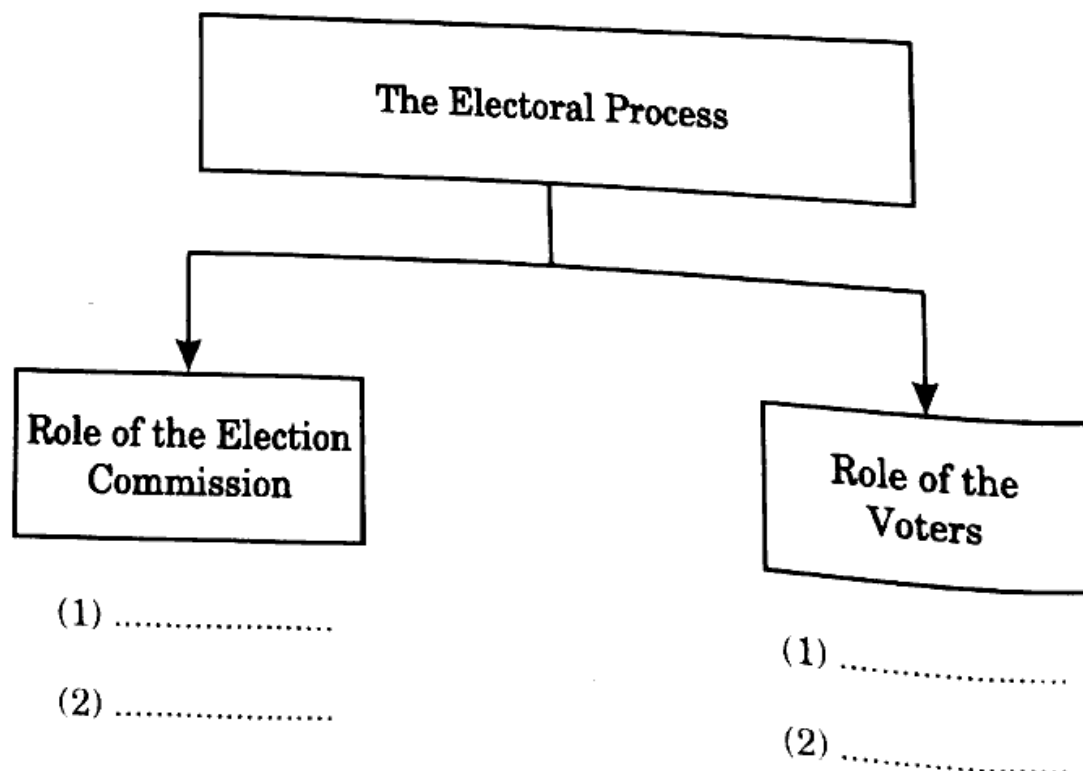 The Electoral Process
Role of the Election
Commission
Role of the
Voters
(1) ......................
(2) ......................
(1) ......................
(2) ......................